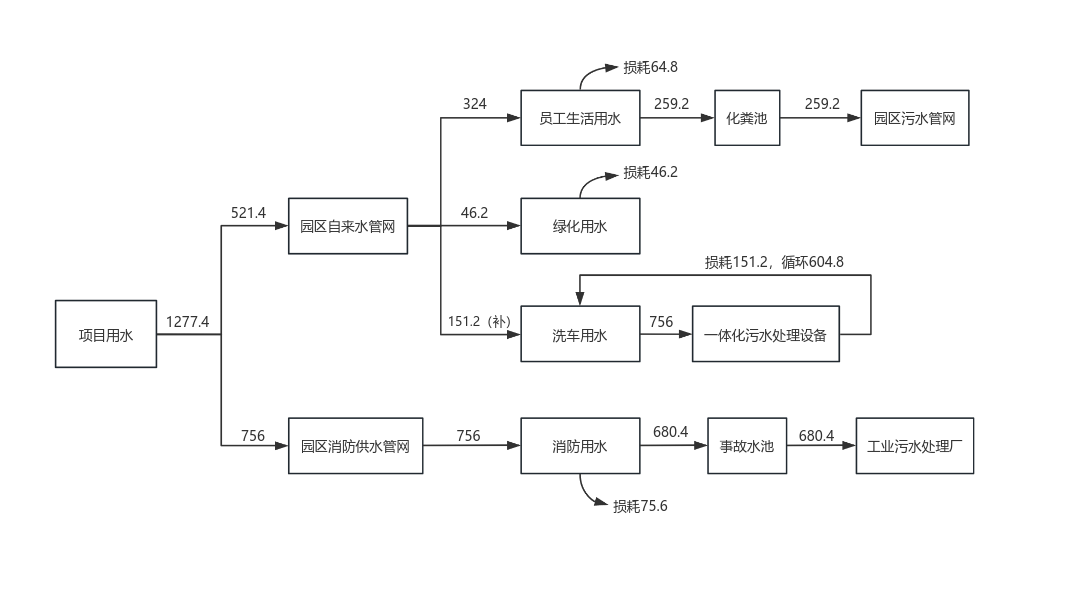 损耗64.8
324
员工生活用水
259.2
化粪池
259.2
园区污水管网
损耗46.2
521.4
园区自来水管网
46.2
绿化用水
损耗151.2，循环604.8
项目用水
1277.4
151.2（补）
洗车用水
756
一体化污水处理设备
756
园区消防供水管网
756
消防用水
680.4
事故水池
680.4
工业污水处理厂
损耗75.6